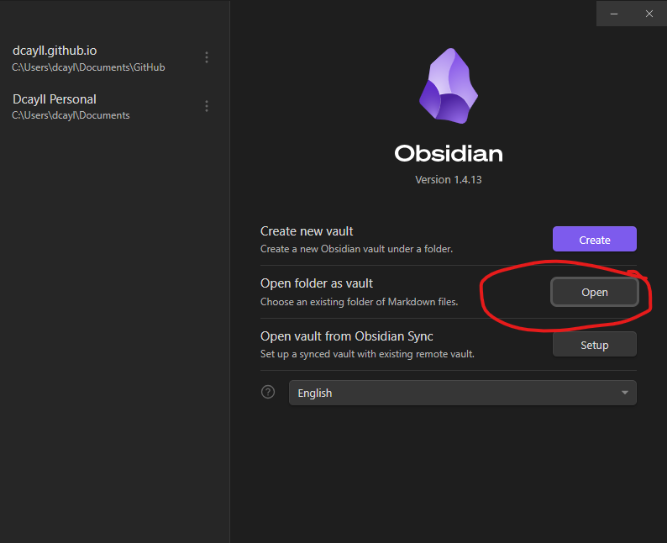 dcayll.github.io
C:\Users\dcayl\Documents\GitHub
Dcayll Personal
C:\Users\dcayl\Documents
Obsidian
Version 1.4.13
Create new vault
Create a new Obsidian vault under a folder.
Create
Open folder as vault
Choose an existing folder of Markdown files.
Open
Open vault from Obsidian Sync
Set up a synced vault with existing remote vault.
Setup
English